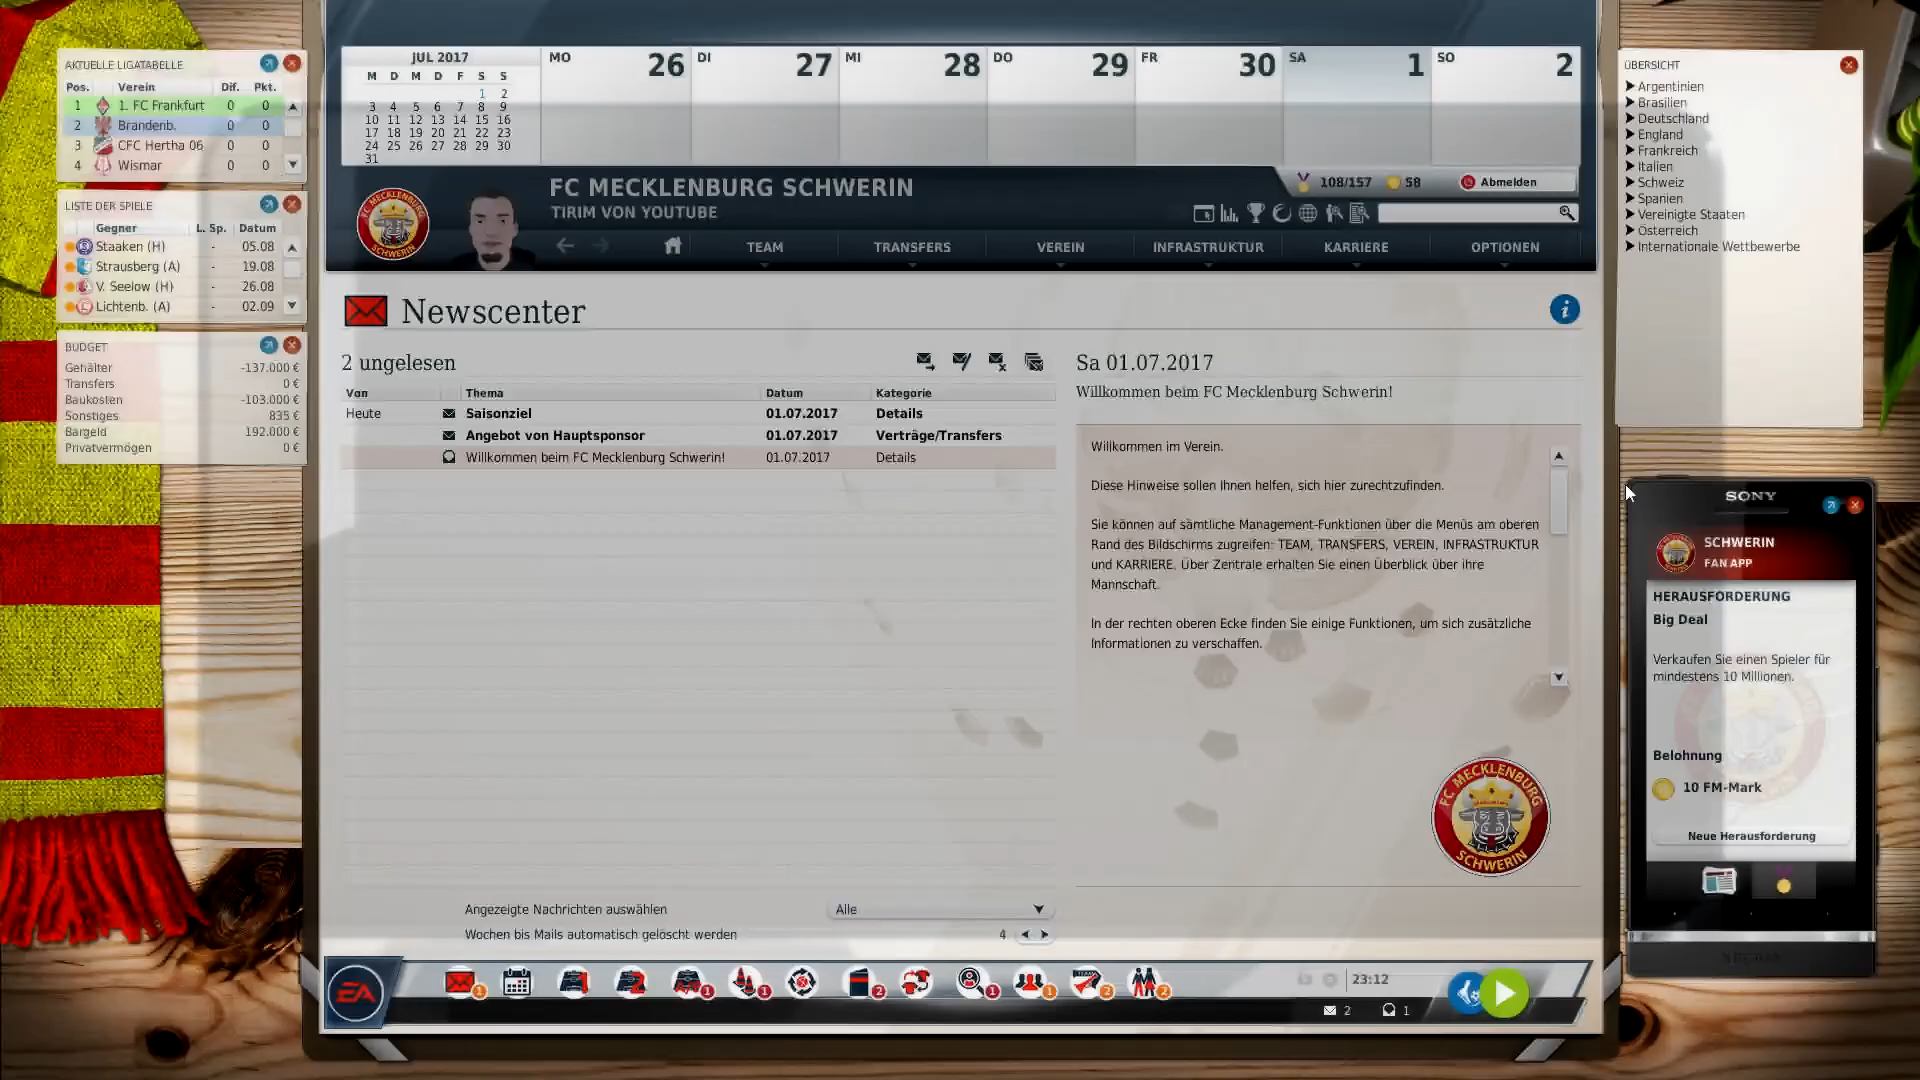 AKTUELLE LIGATABELLE
Pos. Verein Dif. Pkt.
1 1. FC Frankfurt 0 0
2 Brandenb. 0 0
3 CFC Hertha 06 0 0
4 Wismar 0 0
LISTE DER SPIELE
Gegner L. Sp. Datum
Staaken (H) - 05.08
Strausberg (A) - 19.08
V. Seelow (H) - 26.08
Lichtenb. (A) - 02.09
BUDGET
Gehälter -137.000 €
Transfers 0 €
Baukosten -103.000 €
Sonstiges 835 €
Bargeld 192.000 €
Privatvermögen 0 €
JUL 2017
M D M D F S S
1 2
3 4 5 6 7 8 9
10 11 12 13 14 15 16
17 18 19 20 21 22 23
24 25 26 27 28 29 30
31
MO 26 DI 27 MI 28 DO 29 FR 30 SA 1 SO 2
FC MECKLENBURG SCHWERIN
TIRIM VON YOUTUBE
108/157 58 Abmelden
TEAM TRANSFERS VEREIN INFRASTRUKTUR KARRIERE OPTIONEN
Newscenter
2 ungelesen
Von Thema Datum Kategorie
Heute Saisonziel 01.07.2017 Details
Angebot von Hauptsponsor 01.07.2017 Verträge/Transfers
Willkommen beim FC Mecklenburg Schwerin! 01.07.2017 Details
Angezeigte Nachrichten auswählen Alle
Wochen bis Mails automatisch gelöscht werden 4
Sa 01.07.2017
Willkommen beim FC Mecklenburg Schwerin!
Willkommen im Verein.
Diese Hinweise sollen Ihnen helfen, sich hier zurechtzufinden.
Sie können auf sämtliche Management-Funktionen über die Menüs am oberen
Rand des Bildschirms zugreifen: TEAM, TRANSFERS, VEREIN, INFRASTRUKTUR
und KARRIERE. Über Zentrale erhalten Sie einen Überblick über ihre
Mannschaft.
In der rechten oberen Ecke finden Sie einige Funktionen, um sich zusätzliche
Informationen zu verschaffen.
FC MECKLENBURG
SCHWERIN
ÜBERSICHT
Argentinien
Brasilien
Deutschland
England
Frankreich
Italien
Schweiz
Spanien
Vereinigte Staaten
Österreich
Internationale Wettbewerbe
SONY
SCHWERIN
FAN APP
HERAUSFORDERUNG
Big Deal
Verkaufen Sie einen Spieler für
mindestens 10 Millionen.
Belohnung
10 FM-Mark
Neue Herausforderung
EA
1 1 1 2 1 1 2 2
23:12
2 1